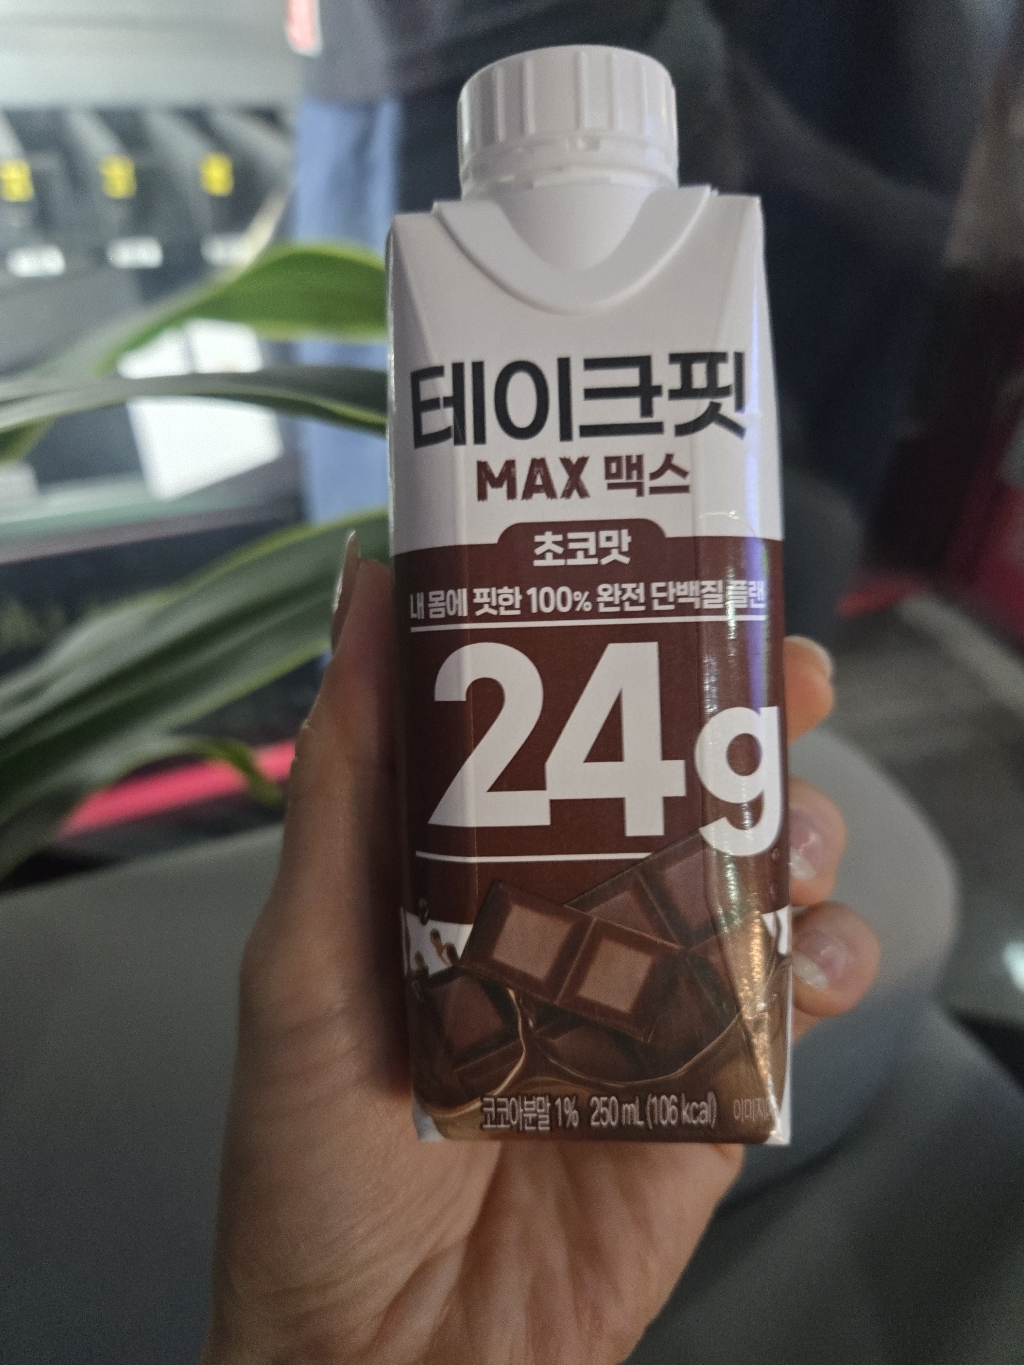 테이크핏
MAX 맥스
초코맛
내 몸에 핏한 100% 완전 단백질 플랜
24g
코코아분말 1% 250 mL (106 kcal)